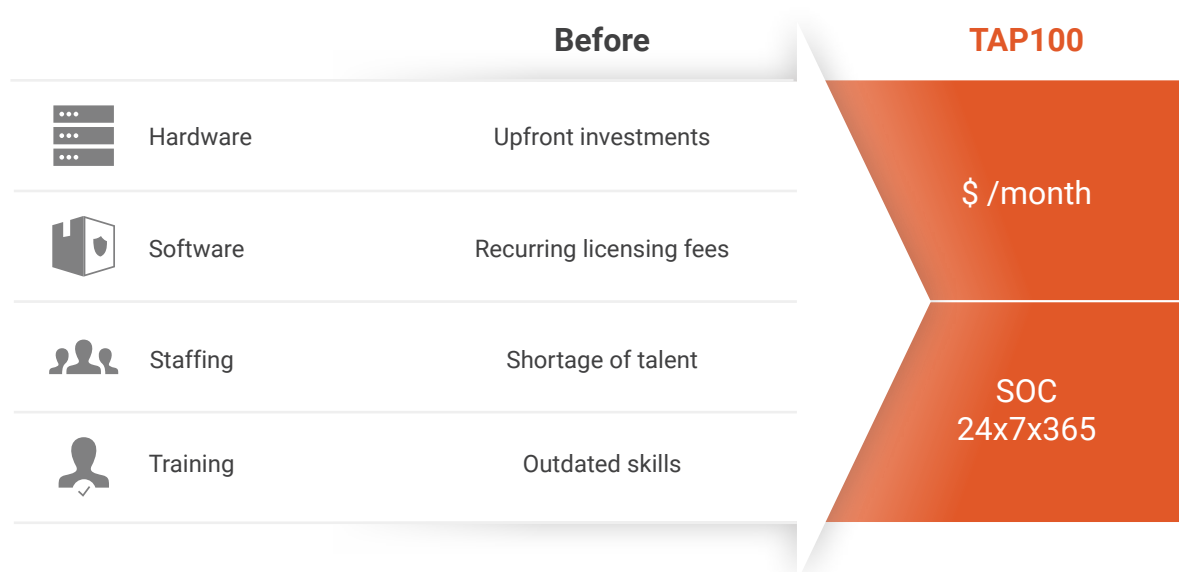 Before
TAP100
Hardware
Upfront investments
$ /month
Software
Recurring licensing fees
Staffing
Shortage of talent
SOC
24x7x365
Training
Outdated skills